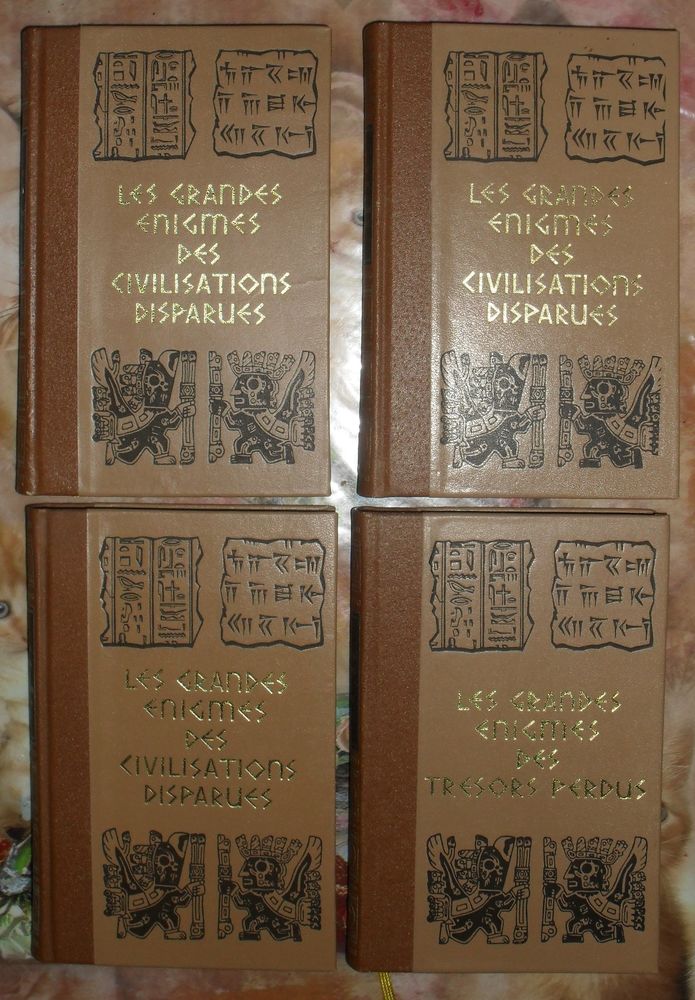 LES GRANDES
ENIGMES
DES
CIVILISATIONS
DISPARUES
LES GRANDES
ENIGMES
DES
CIVILISATIONS
DISPARUES
LES GRANDES
ENIGMES
DES
CIVILISATIONS
DISPARUES
LES GRANDES
ENIGMES
DES
TRESORS PERDUS